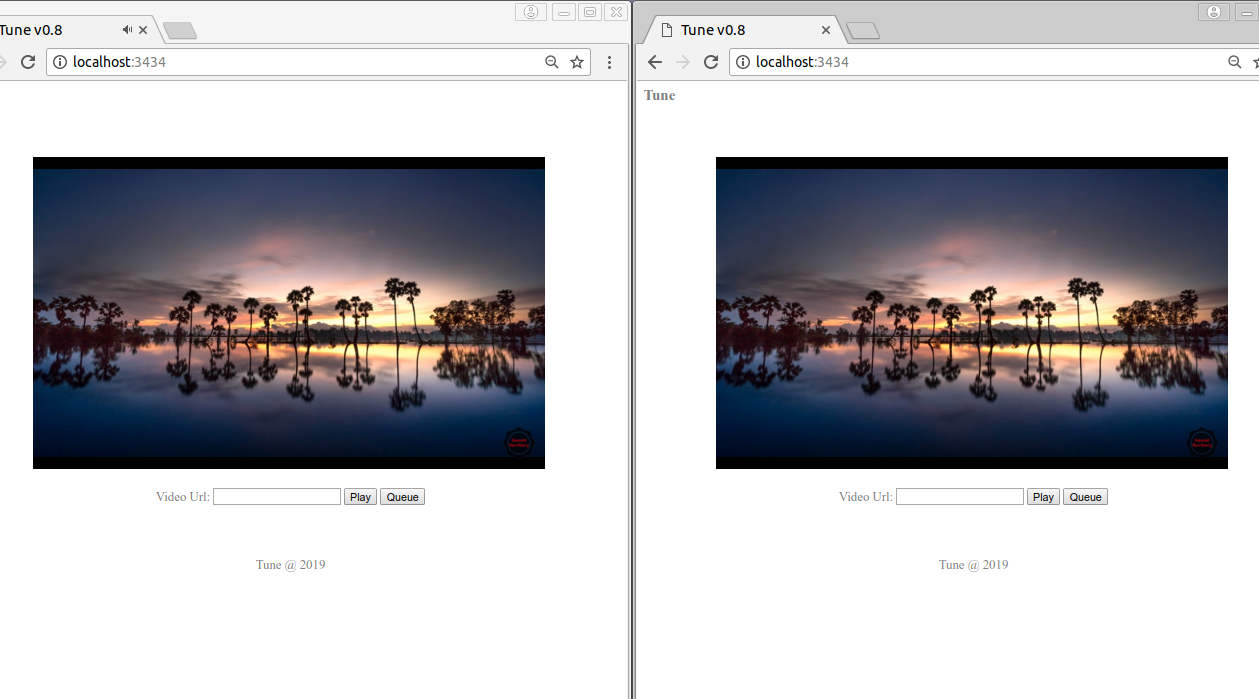 Tune v0.8
localhost:3434
Video Url:
Play
Queue
Tune @ 2019
Tune v0.8
localhost:3434
Tune
Video Url:
Play
Queue
Tune @ 2019